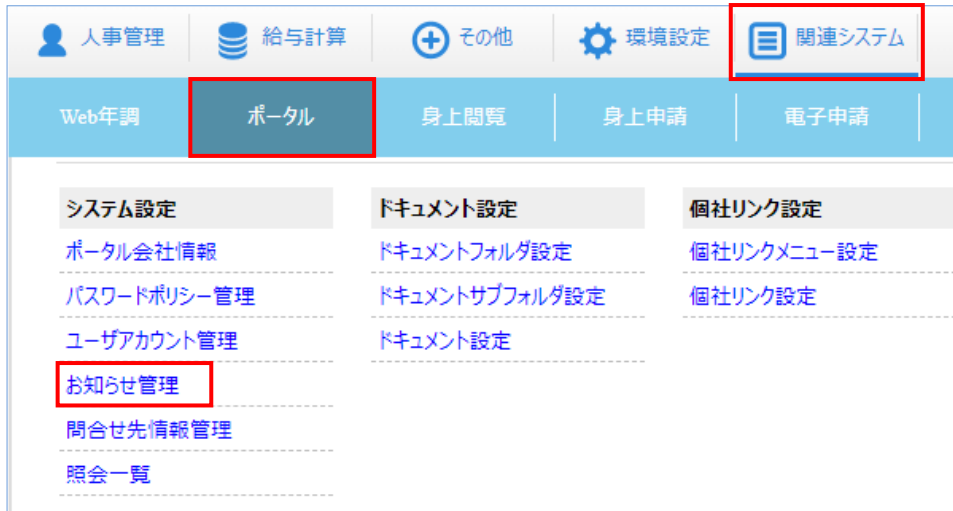 人事管理 給与計算 その他 環境設定 関連システム
Web年調 ポータル 身上閲覧 身上申請 電子申請
システム設定 ドキュメント設定 個社リンク設定
ポータル会社情報 ドキュメントフォルダ設定 個社リンクメニュー設定
パスワードポリシー管理 ドキュメントサブフォルダ設定 個社リンク設定
ユーザアカウント管理 ドキュメント設定
お知らせ管理
問合せ先情報管理
照会一覧